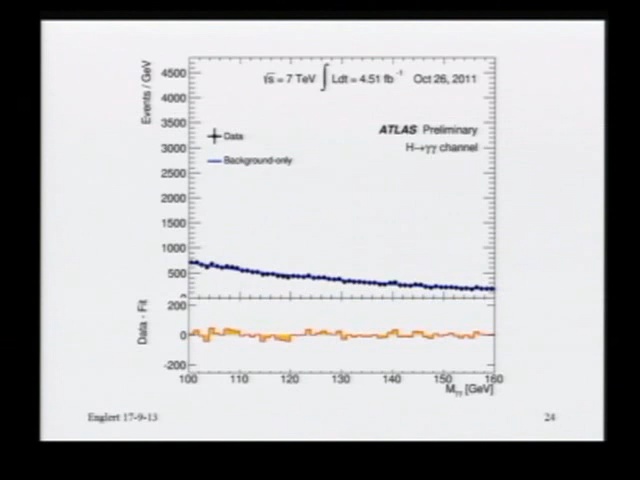 √s = 7 TeV ∫ Ldt = 4.51 fb⁻¹ Oct 26, 2011
ATLAS Preliminary
H→γγ channel
Data
Background-only
Events / GeV
4500
4000
3500
3000
2500
2000
1500
1000
500
0
Data - Fit
200
0
-200
100 110 120 130 140 150 160
Mγγ [GeV]
Englert 17-9-13
24